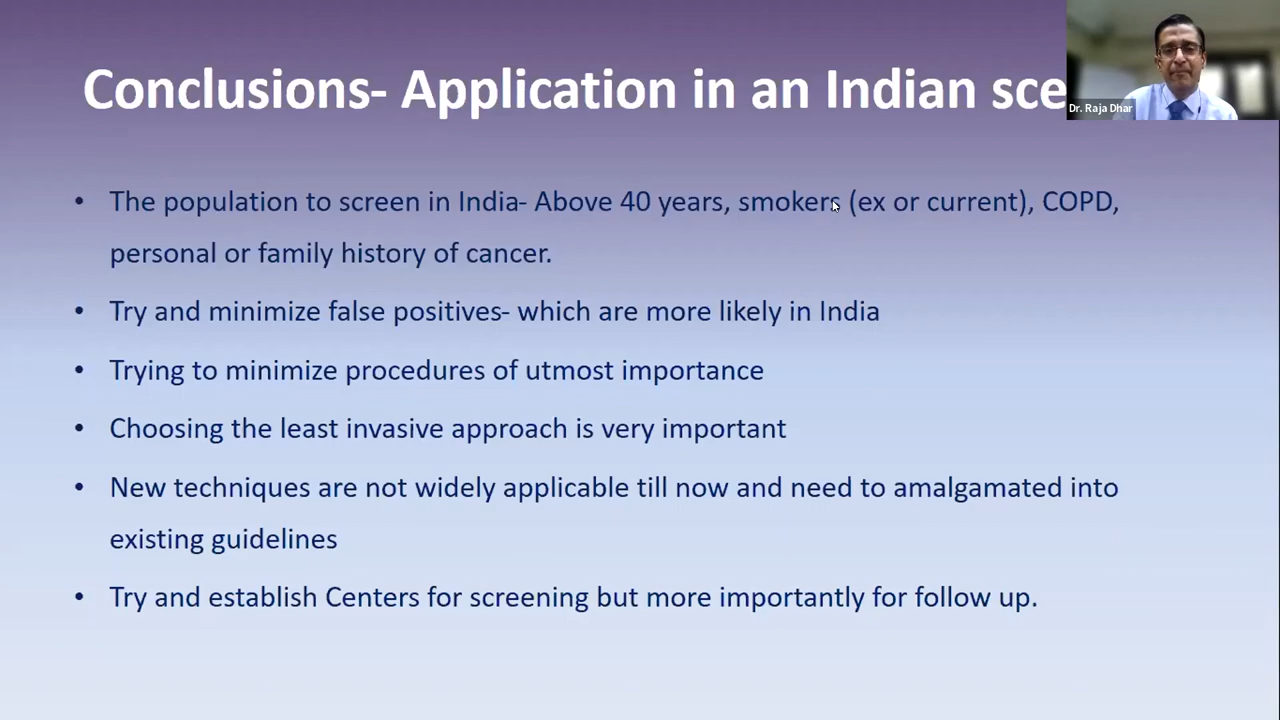 Conclusions- Application in an Indian sce
Dr. Raja Dhar
• The population to screen in India- Above 40 years, smokers (ex or current), COPD,
personal or family history of cancer.
• Try and minimize false positives- which are more likely in India
• Trying to minimize procedures of utmost importance
• Choosing the least invasive approach is very important
• New techniques are not widely applicable till now and need to amalgamated into
existing guidelines
• Try and establish Centers for screening but more importantly for follow up.